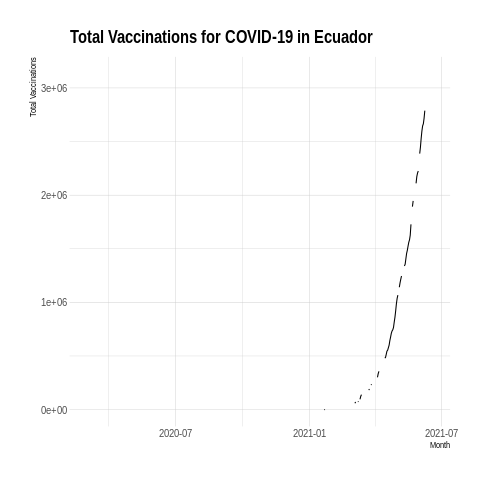 Total Vaccinations for COVID-19 in Ecuador
Total Vaccinations
3e+06
2e+06
1e+06
0e+00
2020-07 2021-01 2021-07
Month